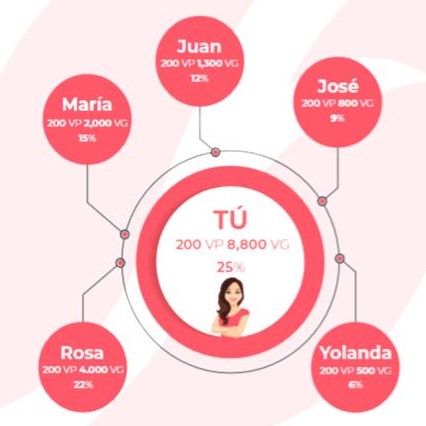 Juan
200 VP 1,300 VG
12%
José
200 VP 800 VG
9%
María
200 VP 2,000 VG
15%
TÚ
200 VP 8,800 VG
25%
Rosa
200 VP 4.000 VG
22%
Yolanda
200 VP 500 VG
6%